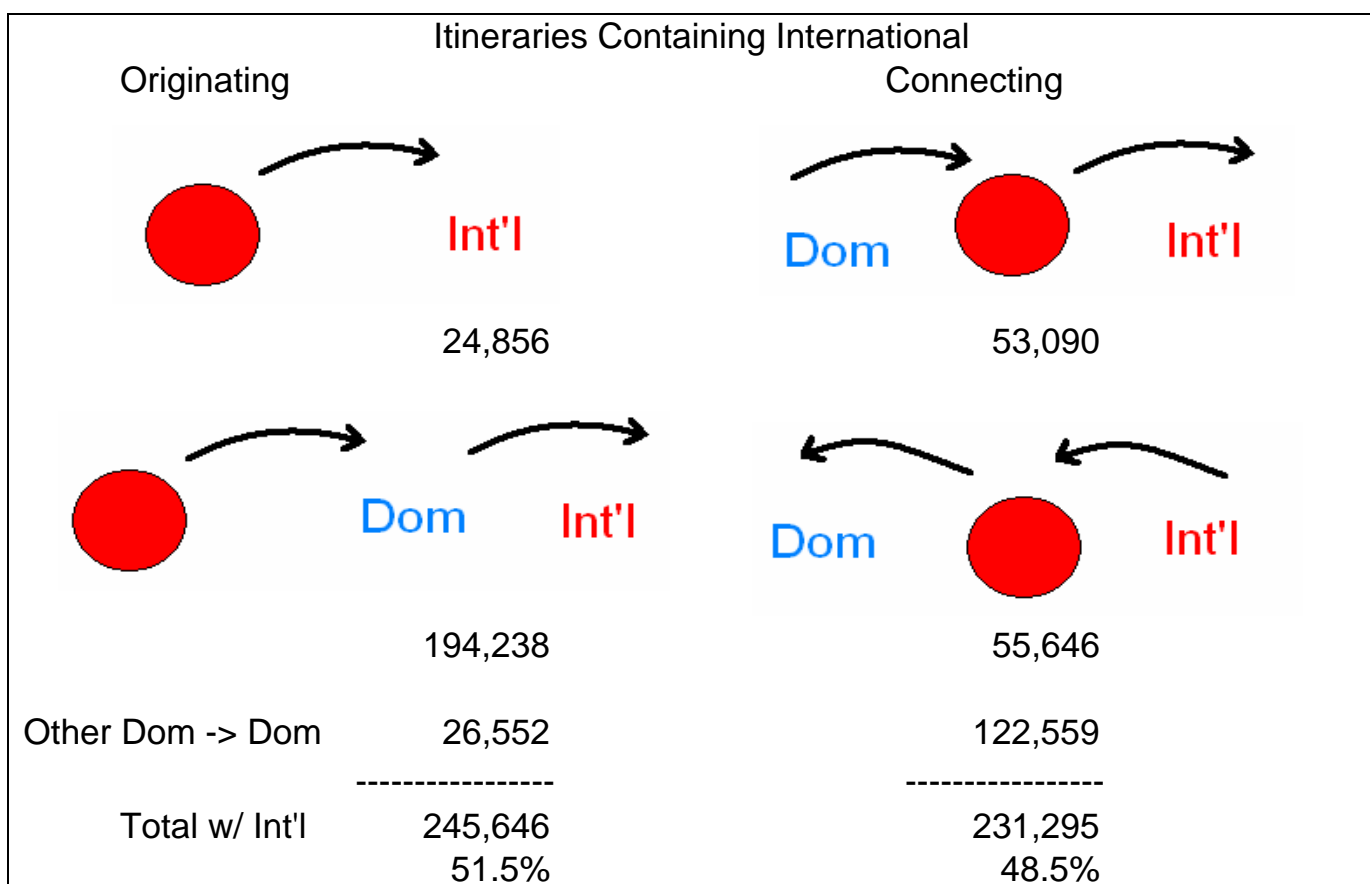 Itineraries Containing International
Originating Connecting
Int'l Dom Int'l
24,856 53,090
Dom Int'l Dom Int'l
194,238 55,646
Other Dom -> Dom 26,552 122,559
----------------- -----------------
Total w/ Int'l 245,646 231,295
51.5% 48.5%